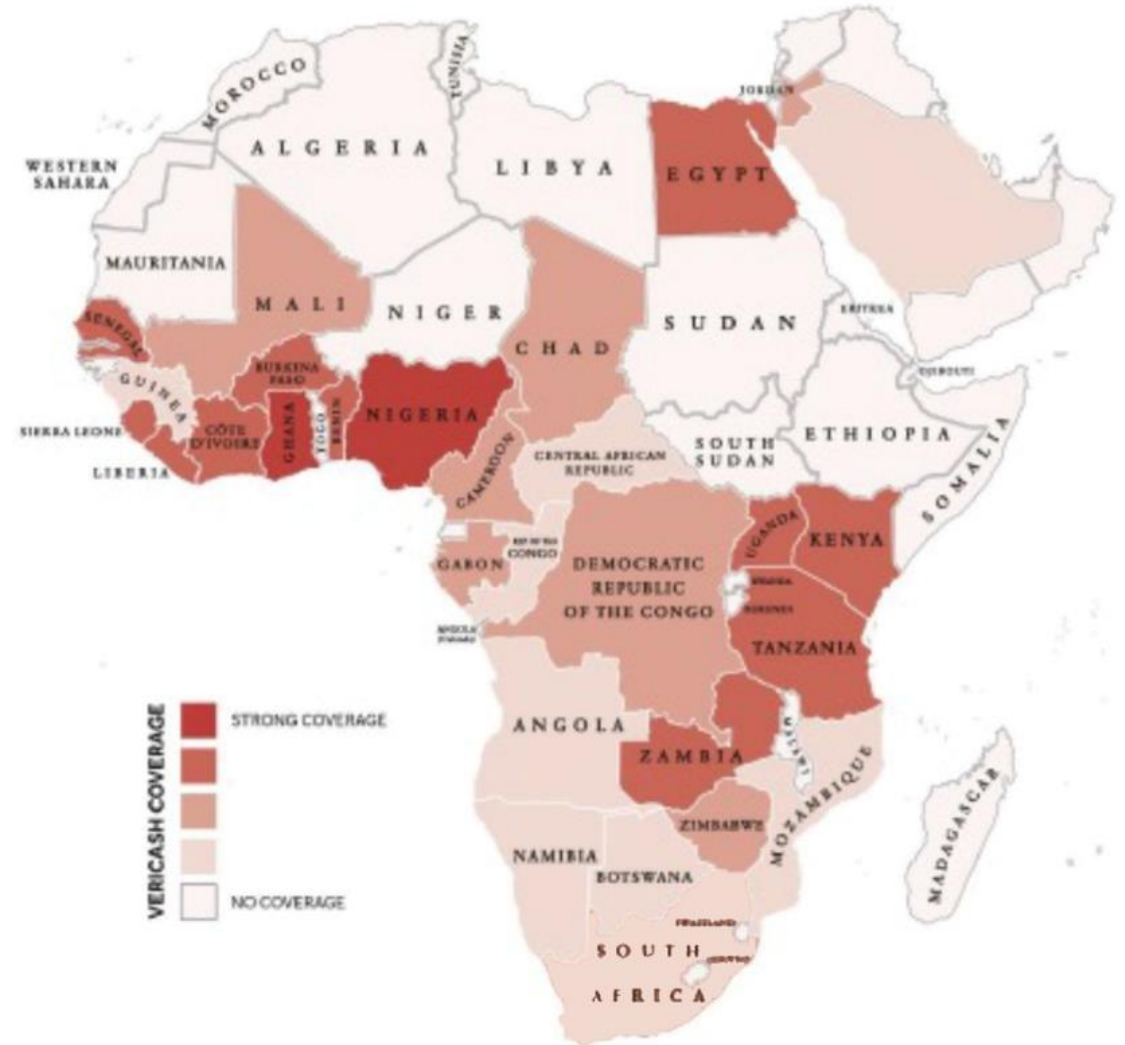 MOROCCO
TUNISIA
JORDAN
ALGERIA
LIBYA
EGYPT
WESTERN
SAHARA
MAURITANIA
MALI
NIGER
CHAD
SUDAN
ERITREA
DJIBOUTI
SENEGAL
GUINEA
BURKINA
FASO
NIGERIA
SIERRA LEONE
LIBERIA
CÔTE
D'IVOIRE
GHANA
TOGO
BENIN
CAMEROON
CENTRAL AFRICAN
REPUBLIC
SOUTH
SUDAN
ETHIOPIA
SOMALIA
GABON
CONGO
DEMOCRATIC
REPUBLIC
OF THE CONGO
UGANDA
KENYA
RWANDA
BURUNDI
TANZANIA
ANGOLA
ANGOLA
ZAMBIA
MALAWI
MOZAMBIQUE
ZIMBABWE
MADAGASCAR
NAMIBIA
BOTSWANA
SWAZILAND
SOUTH
AFRICA
VERICASH COVERAGE
STRONG COVERAGE
NO COVERAGE